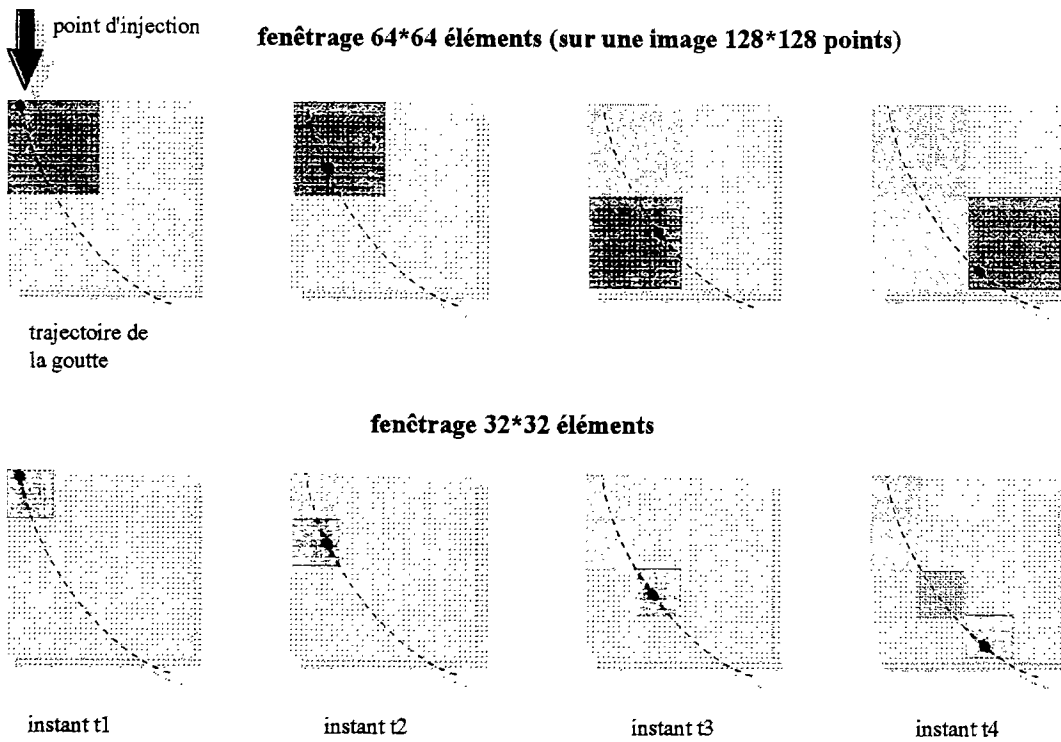 point d'injection
fenêtrage 64*64 éléments (sur une image 128*128 points)
trajectoire de
la goutte
fenêtrage 32*32 éléments
instant t1
instant t2
instant t3
instant t4